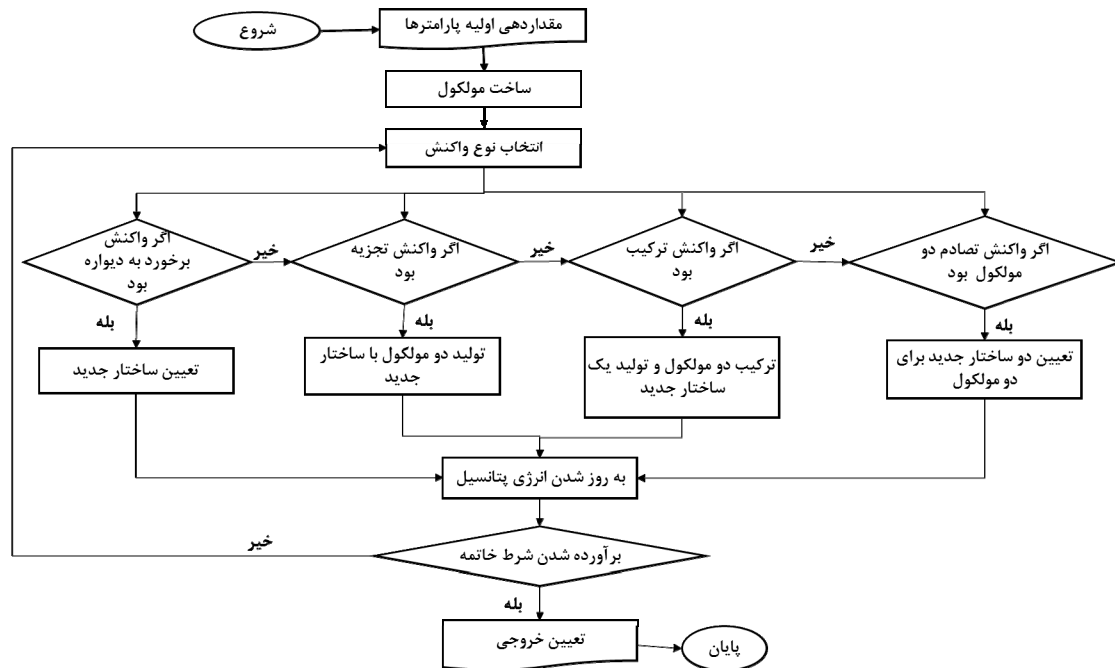 شروع
مقداردهی اولیه پارامترها
ساخت مولکول
انتخاب نوع واکنش
اگر واکنش
برخورد به دیواره
بود
خیر
اگر واکنش تجزیه
بود
خیر
اگر واکنش ترکیب
بود
خیر
اگر واکنش تصادم دو
مولکول بود
بله
بله
بله
بله
تعیین ساختار جدید
تولید دو مولکول با ساختار
جدید
ترکیب دو مولکول و تولید یک
ساختار جدید
تعیین دو ساختار جدید برای
دو مولکول
به روز شدن انرژی پتانسیل
برآورده شدن شرط خاتمه
خیر
بله
تعیین خروجی
پایان